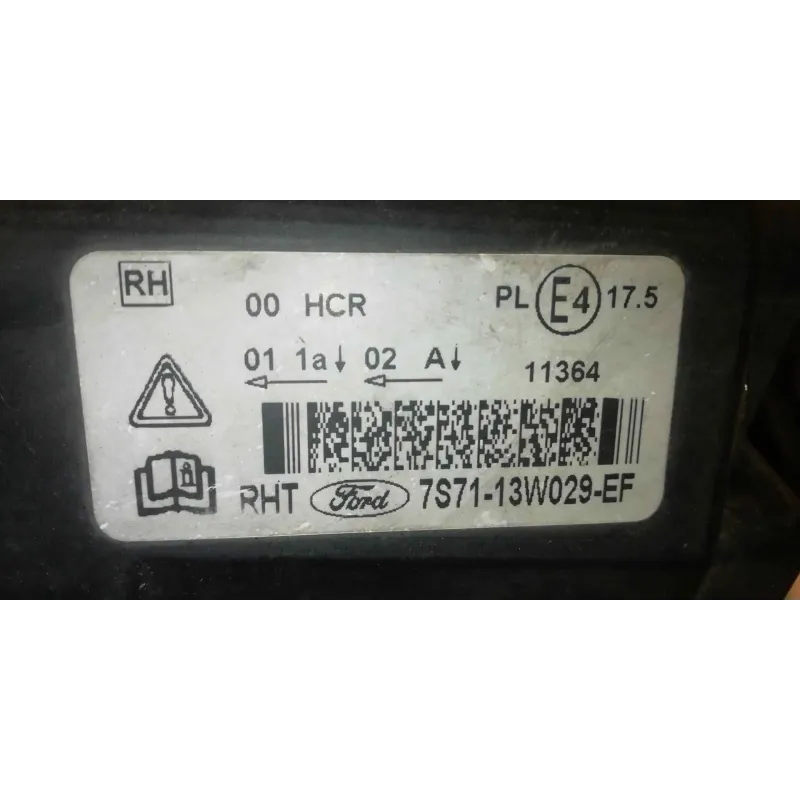 RH
00 HCR
PL E4 17.5
01 1a↓ 02 A↓
11364
RHT Ford 7S71-13W029-EF